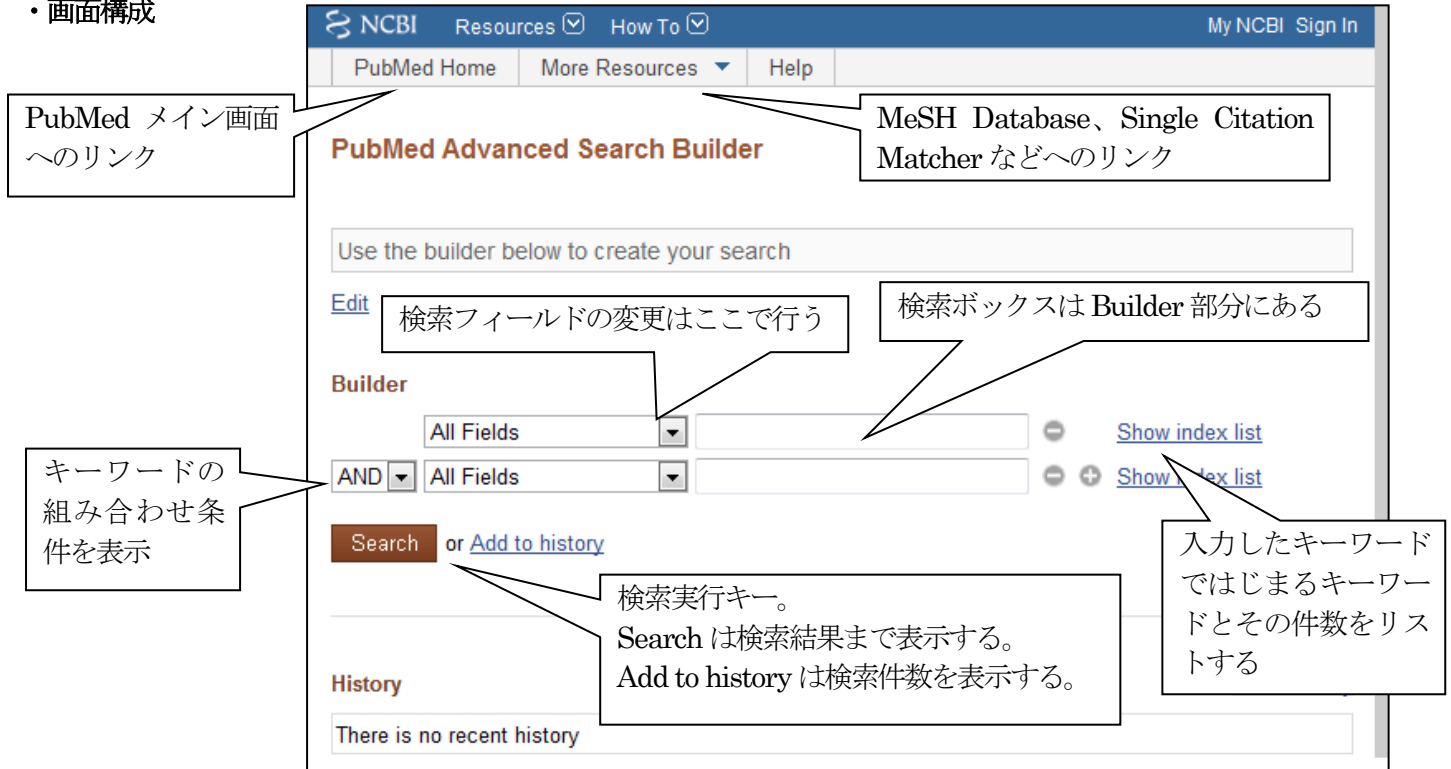 ・画面構成
NCBI Resources How To My NCBI Sign In
PubMed Home More Resources Help
PubMed メイン画面
へのリンク
MeSH Database、Single Citation
Matcher などへのリンク
PubMed Advanced Search Builder
Use the builder below to create your search
Edit
検索フィールドの変更はここで行う
検索ボックスは Builder 部分にある
Builder
All Fields Show index list
キーワードの
組み合わせ条
件を表示
AND All Fields Show index list
Search or Add to history
入力したキーワード
ではじまるキーワー
ドとその件数をリス
トする
検索実行キー。
Search は検索結果まで表示する。
Add to history は検索件数を表示する。
History
There is no recent history